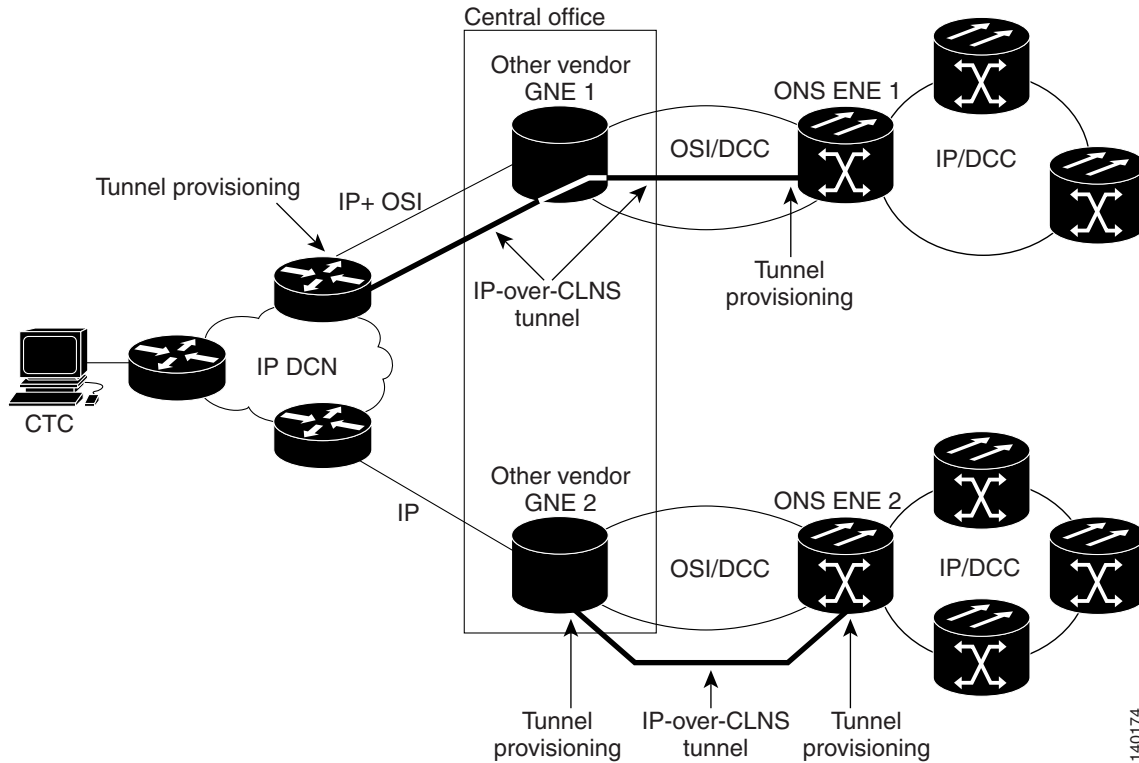 Central office
Other vendor
GNE 1
ONS ENE 1
OSI/DCC
IP/DCC
Tunnel provisioning
IP+ OSI
IP-over-CLNS
tunnel
Tunnel
provisioning
IP DCN
CTC
Other vendor
GNE 2
ONS ENE 2
IP
OSI/DCC
IP/DCC
Tunnel
provisioning
IP-over-CLNS
tunnel
Tunnel
provisioning
140174